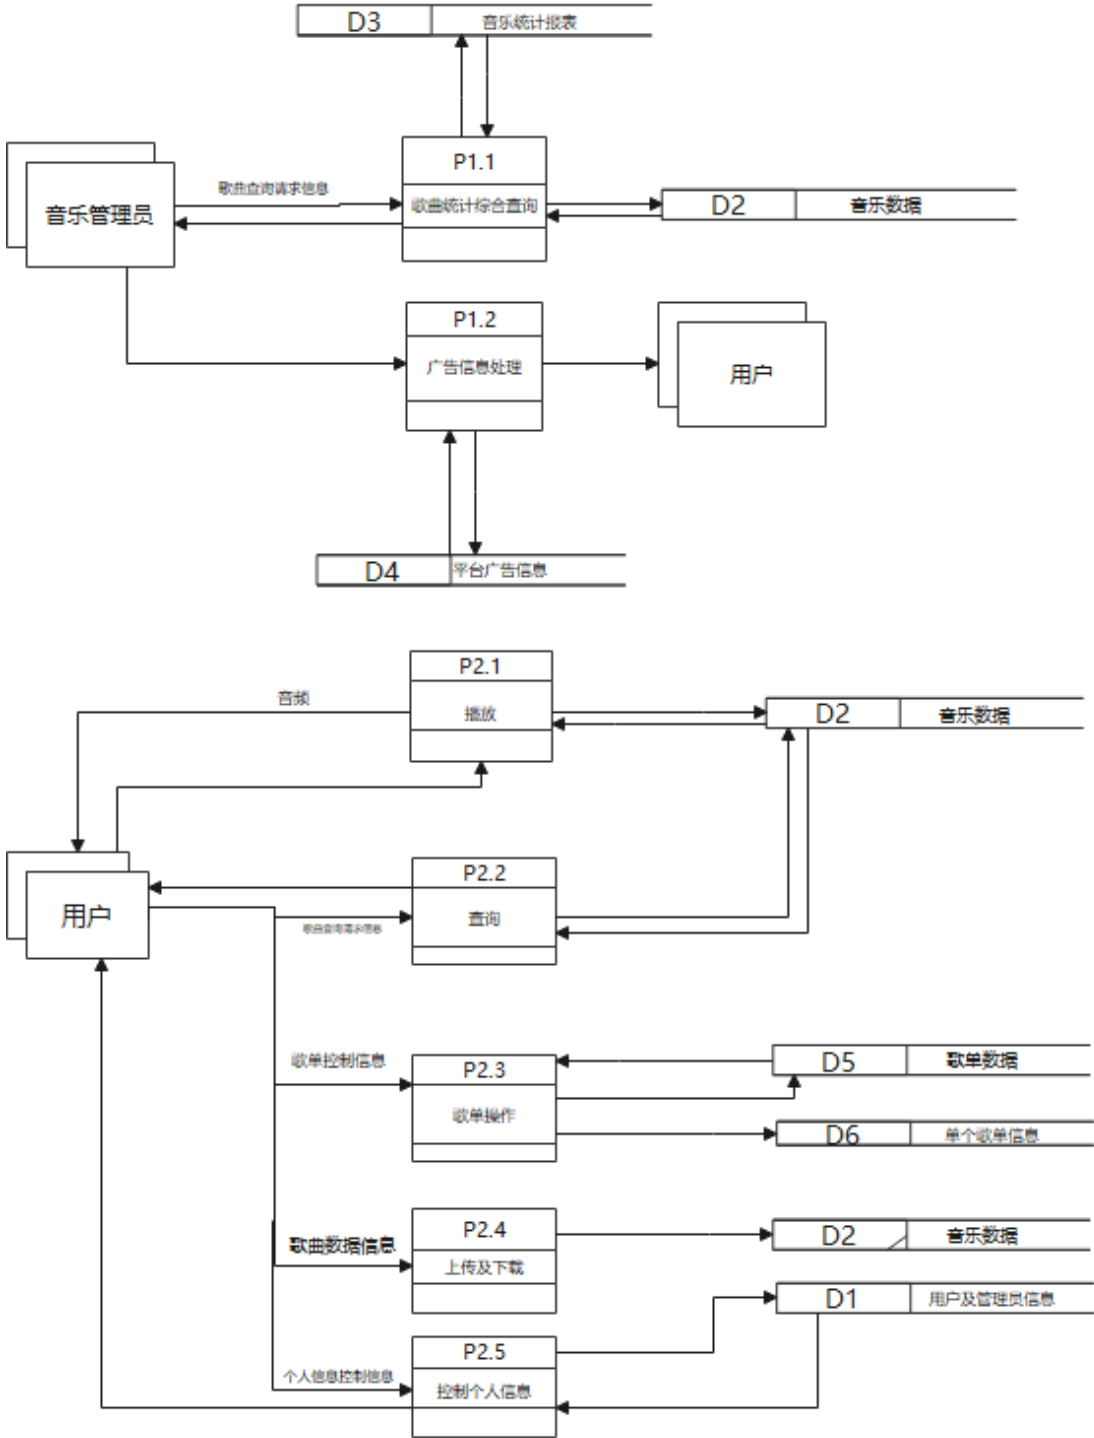 D3
音乐统计报表
P1.1
歌曲查询请求信息
音乐管理员
歌曲统计综合查询
D2
音乐数据
P1.2
广告信息处理
用户
D4
平台广告信息
P2.1
音频
播放
D2
音乐数据
P2.2
用户
查询
歌曲查询请求信息
歌单控制信息
P2.3
歌单操作
D5
歌单数据
D6
单个歌单信息
P2.4
歌曲数据信息
上传及下载
D2
音乐数据
D1
用户及管理员信息
P2.5
个人信息控制信息
控制个人信息